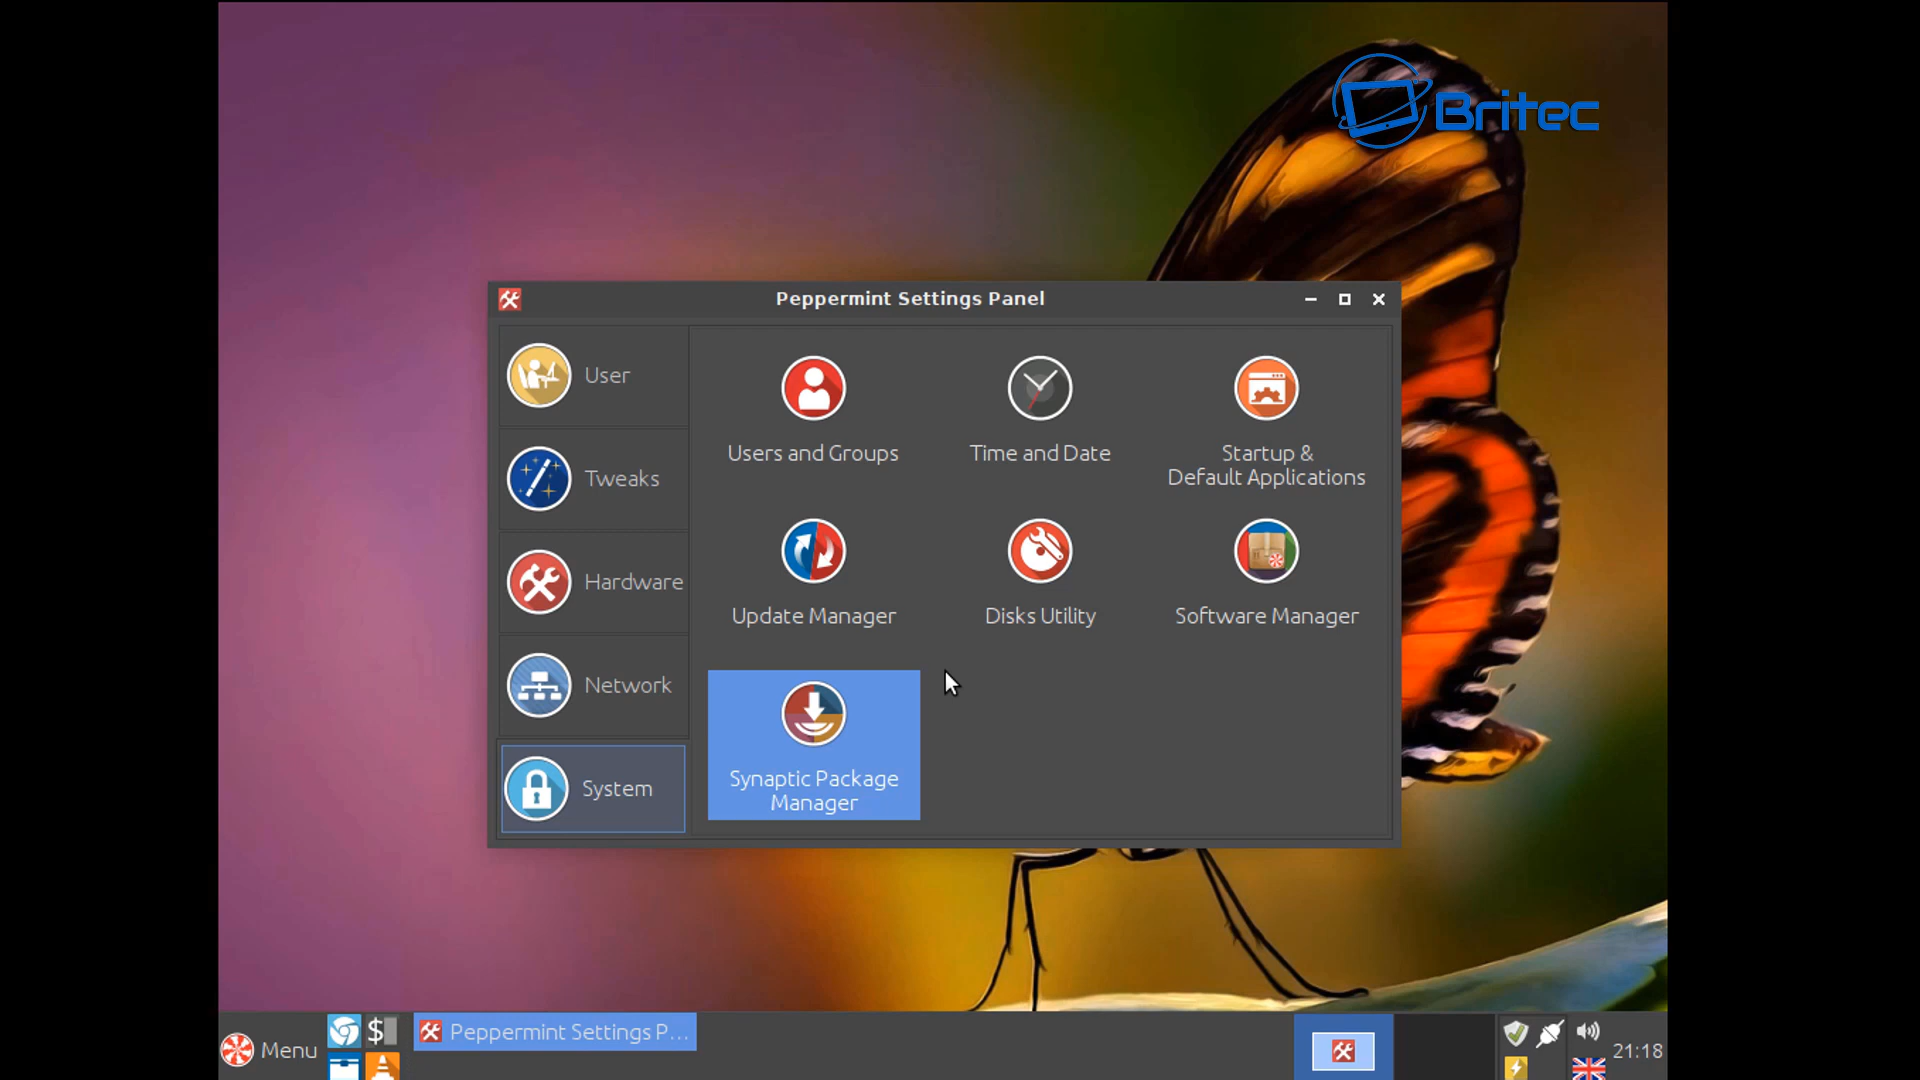 Britec
Peppermint Settings Panel
User
Tweaks
Hardware
Network
System
Users and Groups
Time and Date
Startup &
Default Applications
Update Manager
Disks Utility
Software Manager
Synaptic Package
Manager
Menu
$
Peppermint Settings P...
21:18